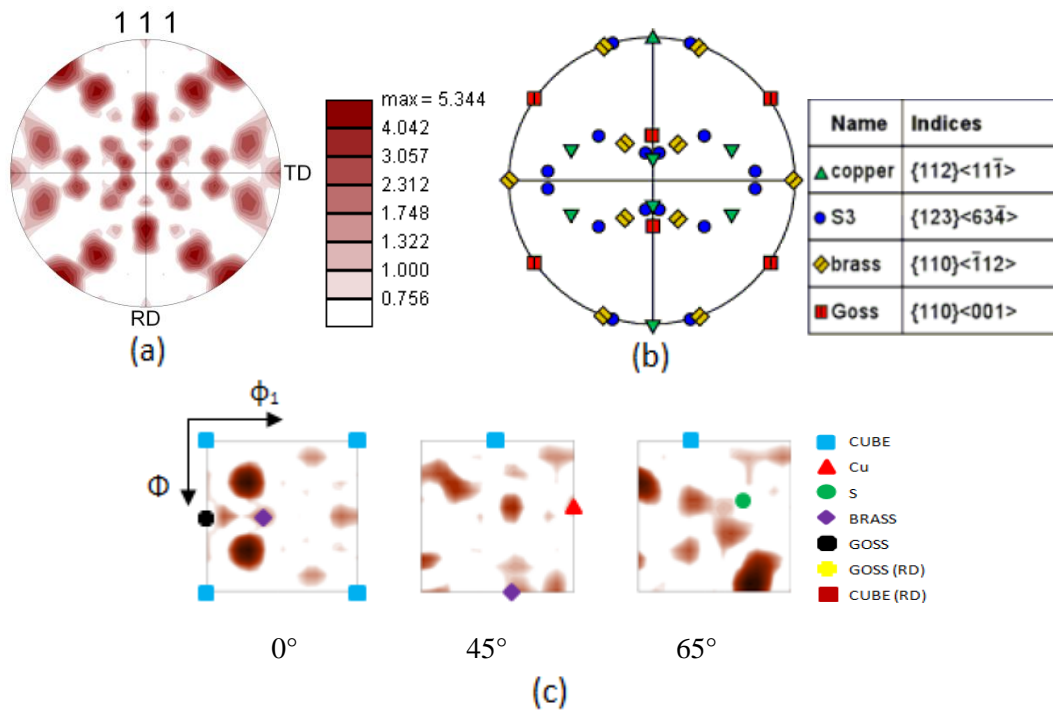 1 1 1
max = 5.344
4.042
3.057
2.312
1.748
1.322
1.000
0.756
TD
RD
(a)
Name Indices
copper {112}<111̄>
S3 {123}<634̄>
brass {110}<1̄12>
Goss {110}<001>
(b)
ϕ₁
Φ
CUBE
Cu
S
BRASS
GOSS
GOSS (RD)
CUBE (RD)
0° 45° 65°
(c)